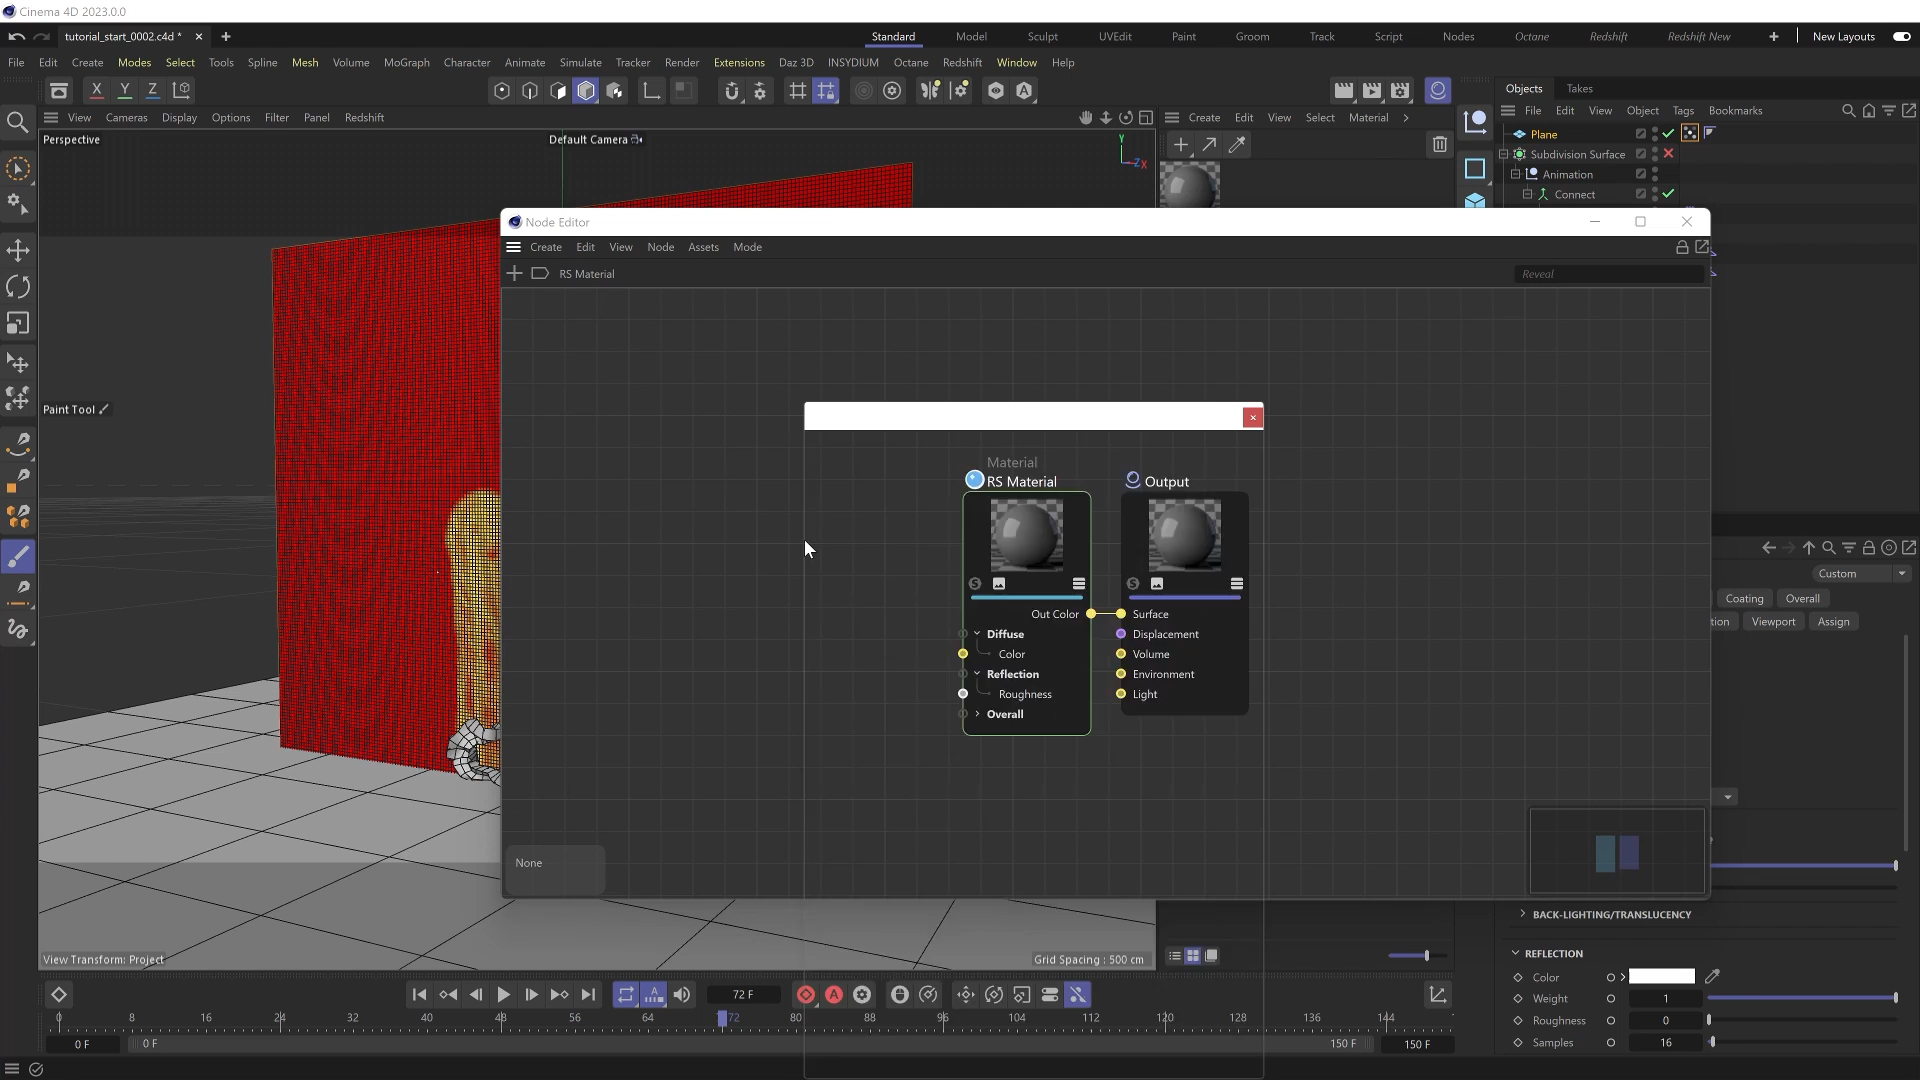 Cinema 4D 2023.0.0
tutorial_start_0002.c4d *
Standard Model Sculpt UVEdit Paint Groom Track Script Nodes Octane Redshift Redshift New New Layouts
File Edit Create Modes Select Tools Spline Mesh Volume MoGraph Character Animate Simulate Tracker Render Extensions Daz 3D INSYDIUM Octane Redshift Window Help
X Y Z
Objects Takes
View Cameras Display Options Filter Panel Redshift
Create Edit View Select Material
File Edit View Object Tags Bookmarks
Perspective
Default Camera
Y
Z X
Plane
Subdivision Surface
Animation
Connect
Node Editor
Create Edit View Node Assets Mode
RS Material
Reveal
Paint Tool
Material
RS Material
Output
Out Color
Surface
Diffuse
Displacement
Color
Volume
Reflection
Environment
Roughness
Light
Overall
None
Custom
Coating Overall
tion Viewport Assign
BACK-LIGHTING/TRANSLUCENCY
REFLECTION
Color
Weight 1
Roughness 0
Samples 16
View Transform: Project
Grid Spacing : 500 cm
72 F
0 8 16 24 32 40 48 56 64 72 80 88 96 104 112 120 128 136 144
0 F 0 F 150 F 150 F